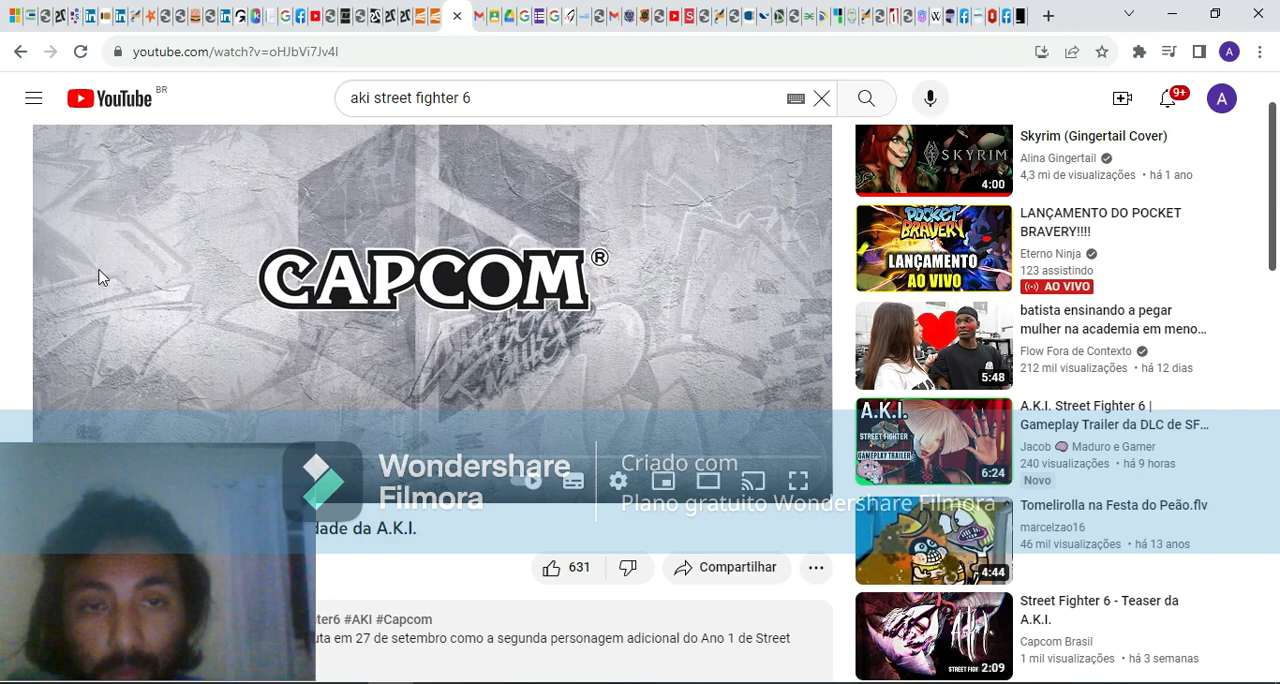 youtube.com/watch?v=oHJbVi7Jv4I
A
YouTube BR
aki street fighter 6
9+
A
CAPCOM®
Wondershare
Filmora
Criado com
Plano gratuito Wondershare Filmora
dade da A.K.I.
631
Compartilhar
ter6 #AKI #Capcom
uta em 27 de setembro como a segunda personagem adicional do Ano 1 de Street
SKYRIM
4:00
Skyrim (Gingertail Cover)
Alina Gingertail
4,3 mi de visualizações • há 1 ano
POCKET
BRAVERY
LANÇAMENTO
AO VIVO
LANÇAMENTO DO POCKET
BRAVERY!!!!
Eterno Ninja
123 assistindo
AO VIVO
5:48
batista ensinando a pegar
mulher na academia em meno...
Flow Fora de Contexto
212 mil visualizações • há 12 dias
A.K.I.
STREET FIGHTER
GAMEPLAY TRAILER
6:24
A.K.I. Street Fighter 6 |
Gameplay Trailer da DLC de SF...
Jacob Maduro e Gamer
240 visualizações • há 9 horas
Novo
4:44
Tomelirolla na Festa do Peão.flv
marcelzao16
46 mil visualizações • há 13 anos
A.K.I.
2:09
Street Fighter 6 - Teaser da
A.K.I.
Capcom Brasil
1 mil visualizações • há 3 semanas